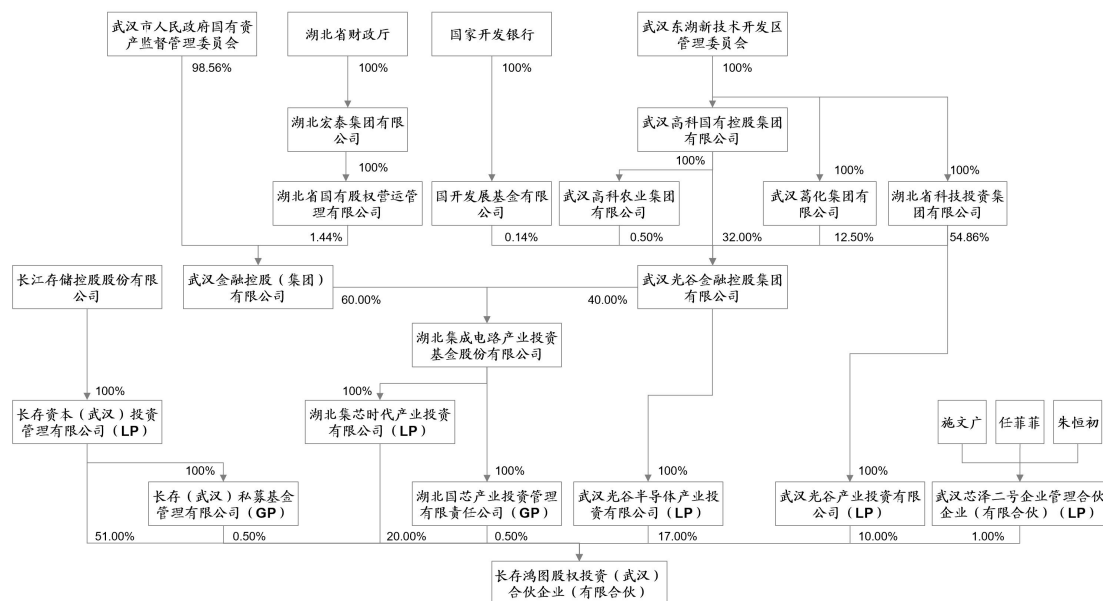 武汉市人民政府国有资
产监督管理委员会
湖北省财政厅
国家开发银行
武汉东湖新技术开发区
管理委员会
98.56%
100%
100%
100%
湖北宏泰集团有限
公司
武汉高科国有控股集团
有限公司
100%
100%
100%
100%
湖北省国有股权营运管
理有限公司
国开发展基金有限
公司
武汉高科农业集团
有限公司
武汉葛化集团有
限公司
湖北省科技投资集
团有限公司
1.44%
0.14%
0.50%
32.00%
12.50%
54.86%
长江存储控股股份有限
公司
武汉金融控股（集团）
有限公司
武汉光谷金融控股集团
有限公司
60.00%
40.00%
湖北集成电路产业投资
基金股份有限公司
100%
100%
长存资本（武汉）投资
管理有限公司（LP）
湖北集芯时代产业投资
有限公司（LP）
施文广
任菲菲
朱恒初
100%
100%
100%
100%
长存（武汉）私募基金
管理有限公司（GP）
湖北国芯产业投资管理
有限责任公司（GP）
武汉光谷半导体产业投
资有限公司（LP）
武汉光谷产业投资有限
公司（LP）
武汉芯泽二号企业管理合伙
企业（有限合伙）（LP）
51.00%
0.50%
20.00%
0.50%
17.00%
10.00%
1.00%
长存鸿图股权投资（武汉）
合伙企业（有限合伙）